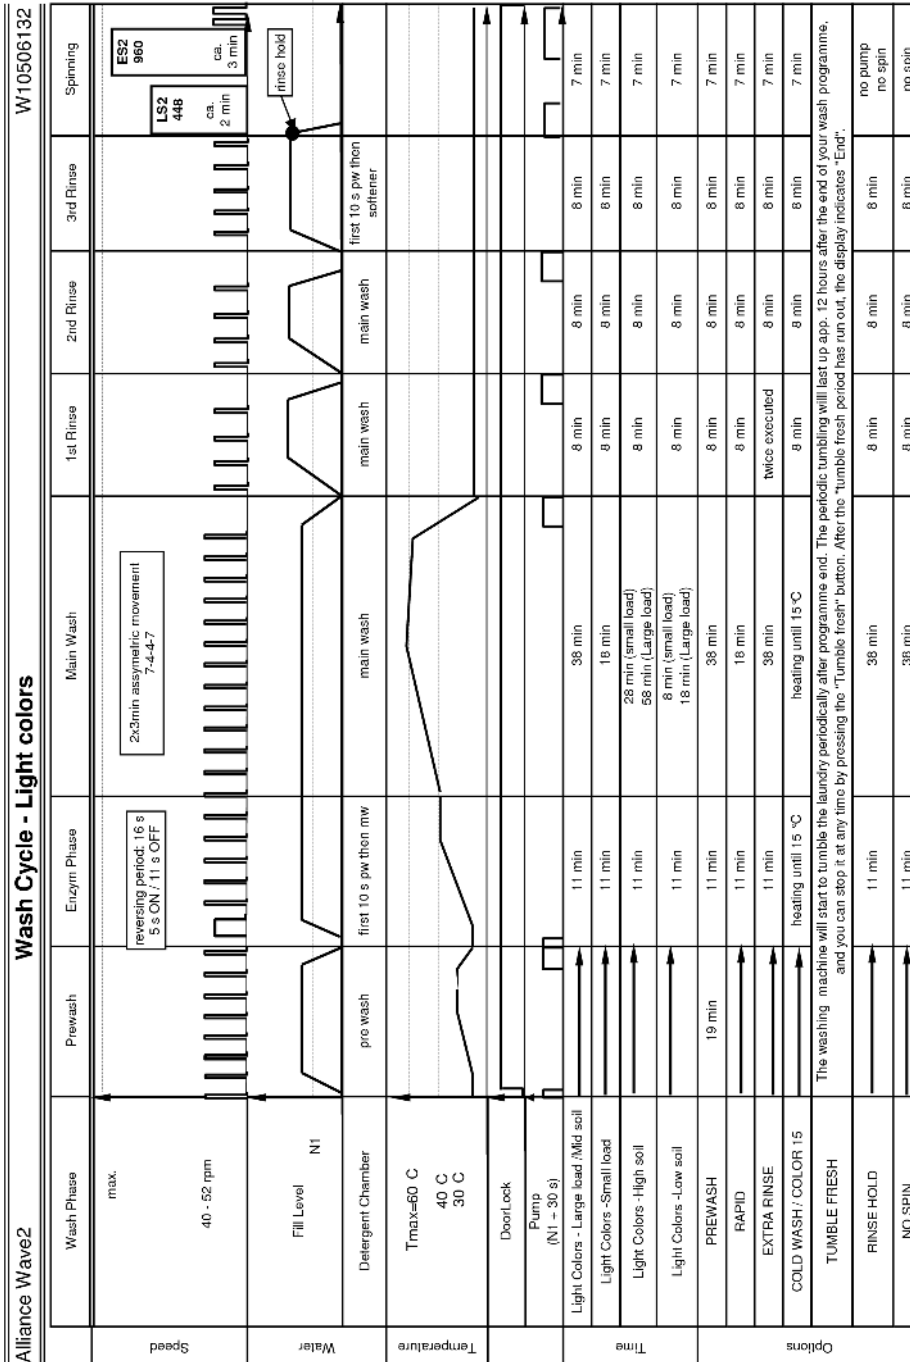 Alliance Wave2
Wash Cycle - Light colors
W10506132
Wash Phase
Prewash
Enzym Phase
Main Wash
1st Rinse
2nd Rinse
3rd Rinse
Spinning
Speed
max.
40 - 52 rpm
reversing period: 16 s
5 s ON / 11 s OFF
2x3min assymetric movement
7-4-4-7
LS2
448
ca.
2 min
ES2
960
ca.
3 min
Water
Fill Level
N1
rinse hold
Detergent Chamber
pre wash
first 10 s pw then mw
main wash
main wash
main wash
first 10 s pw then
softener
Temperature
Tmax=60 C
40 C
30 C
DoorLock
Pump
(N1 - 30 s)
Time
Light Colors - Large load /Mid soil
11 min
38 min
8 min
8 min
8 min
7 min
Light Colors -Small load
11 min
18 min
8 min
8 min
8 min
7 min
Light Colors -High soil
11 min
28 min (small load)
58 min (Large load)
8 min
8 min
8 min
7 min
Light Colors -Low soil
11 min
8 min (small load)
18 min (Large load)
8 min
8 min
8 min
7 min
Options
PREWASH
19 min
11 min
38 min
8 min
8 min
8 min
7 min
RAPID
11 min
18 min
8 min
8 min
8 min
7 min
EXTRA RINSE
11 min
38 min
twice executed
8 min
8 min
7 min
COLD WASH / COLOR 15
heating until 15 °C
heating until 15 °C
8 min
8 min
8 min
7 min
TUMBLE FRESH
The washing machine will start to tumble the laundry periodically after programme end. The periodic tumbling willl last up app. 12 hours after the end of your wash programme,
and you can stop it at any time by pressing the "Tumble fresh" button. After the "tumble fresh period has run out, the display indicates "End".
RINSE HOLD
11 min
38 min
8 min
8 min
8 min
no pump
no spin
NO SPIN
11 min
38 min
8 min
8 min
8 min
no spin